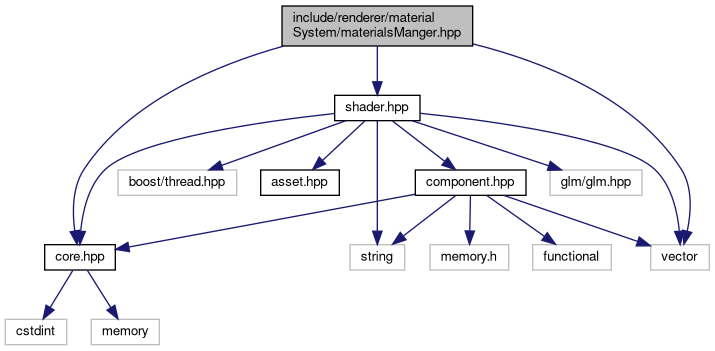 include/renderer/material
System/materialsManger.hpp
shader.hpp
boost/thread.hpp
asset.hpp
component.hpp
glm/glm.hpp
core.hpp
string
memory.h
functional
vector
cstdint
memory